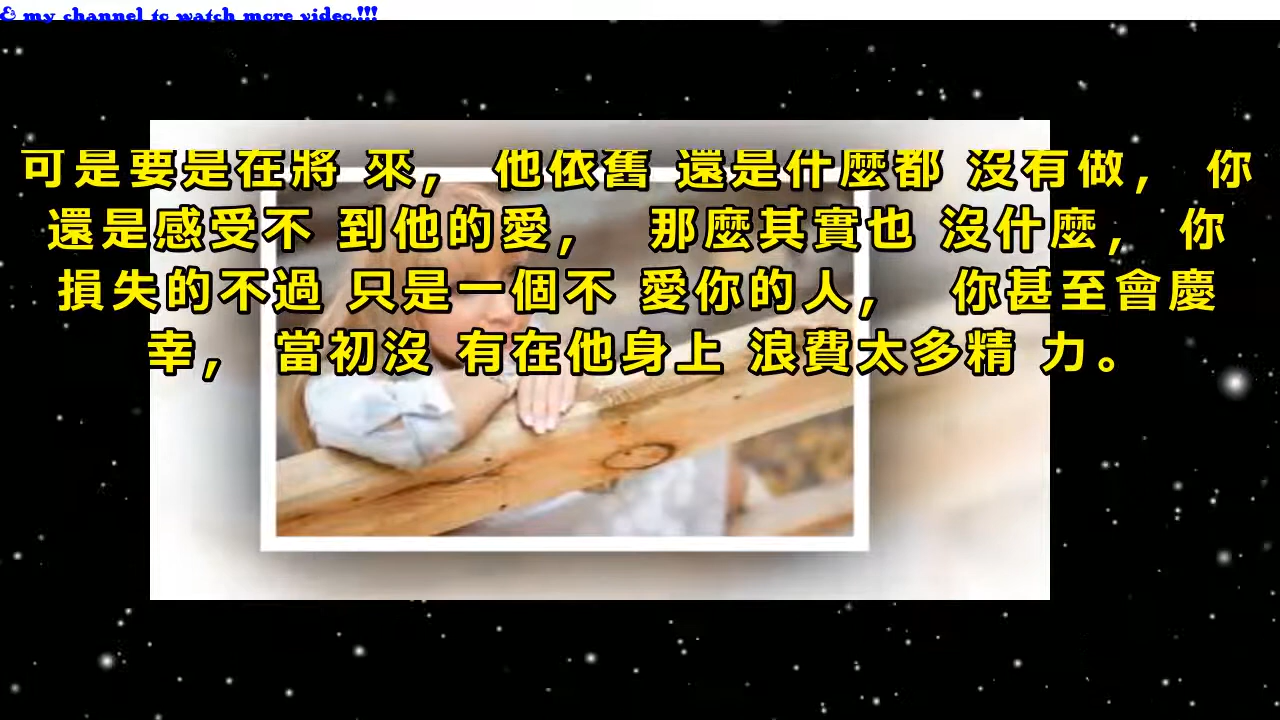 & my channel to watch more video.!!!
可是要是在將 來， 他依舊 還是什麼都 沒有做， 你
還是感受不 到他的愛， 那麼其實也 沒什麼， 你
損失的不過 只是一個不 愛你的人， 你甚至會慶
幸， 當初沒 有在他身上 浪費太多精 力。